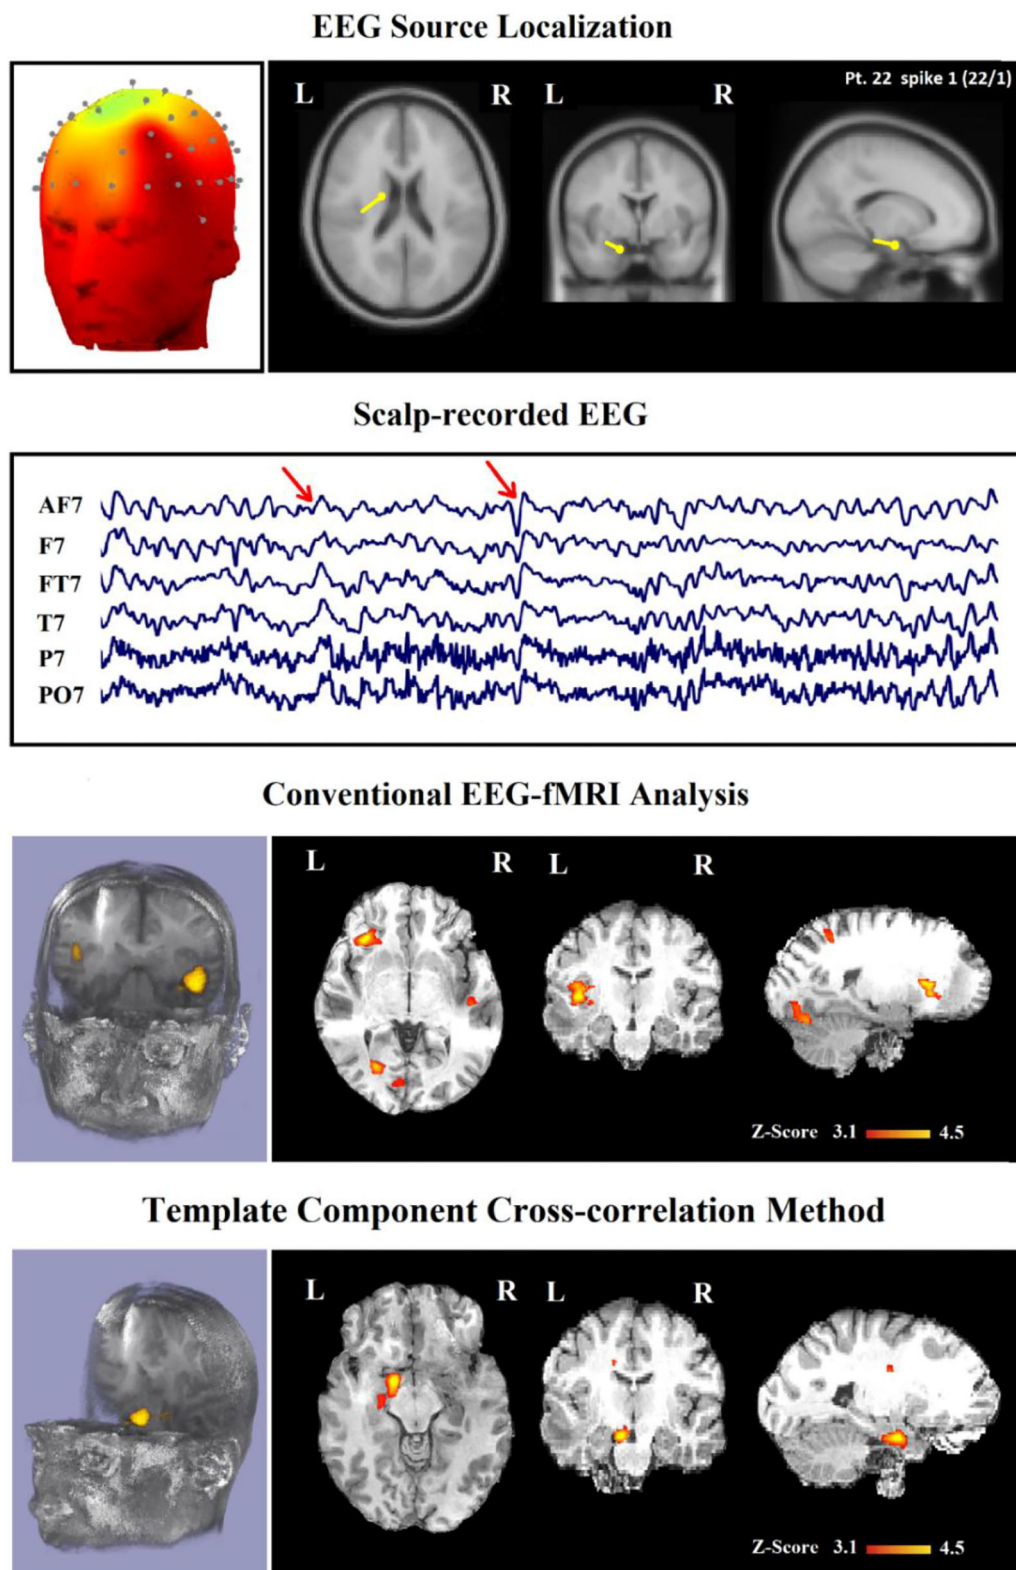 EEG Source Localization
L R L R Pt. 22 spike 1 (22/1)
Scalp-recorded EEG
AF7
F7
FT7
T7
P7
PO7
Conventional EEG-fMRI Analysis
L R L R
Z-Score 3.1 4.5
Template Component Cross-correlation Method
L R L R
Z-Score 3.1 4.5